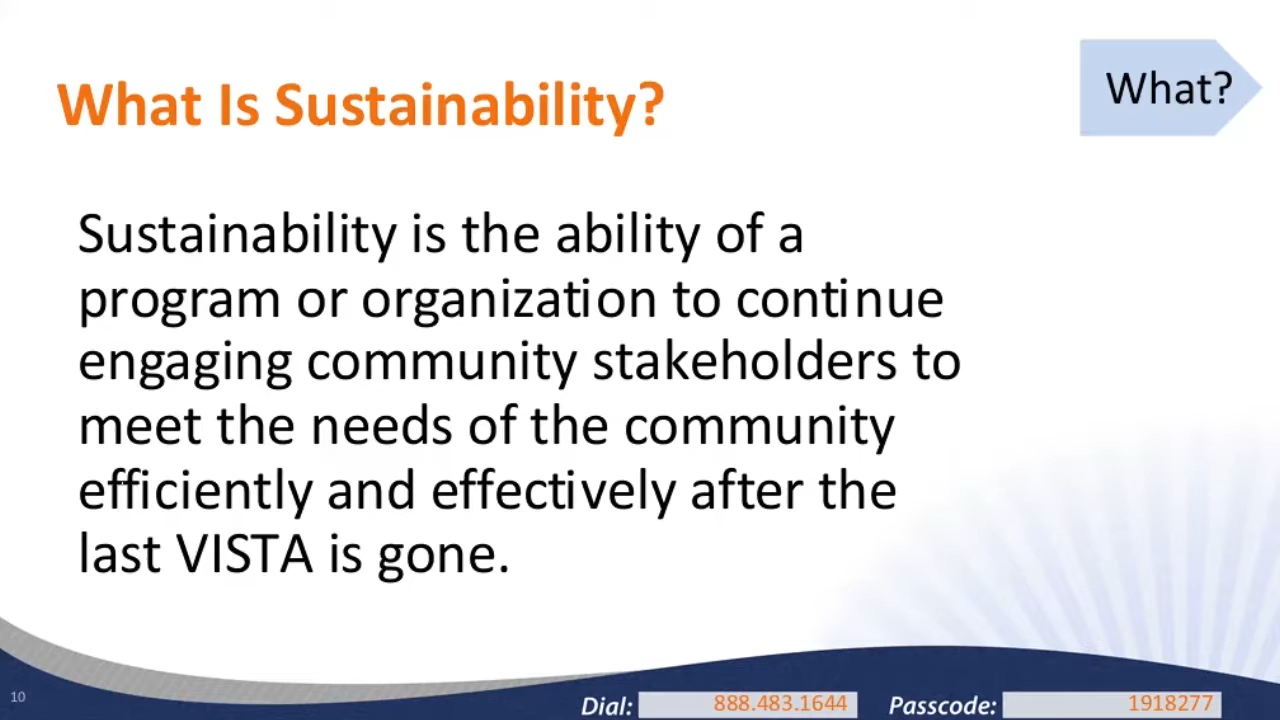 What?
What Is Sustainability?
Sustainability is the ability of a
program or organization to continue
engaging community stakeholders to
meet the needs of the community
efficiently and effectively after the
last VISTA is gone.
10
Dial: 888.483.1644 Passcode: 1918277